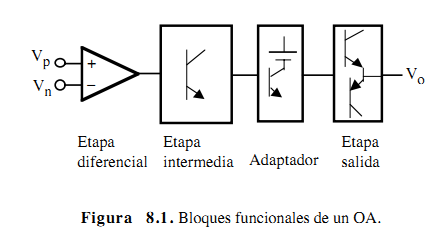 Vp
+
Vn
−
Vo
Etapa diferencial
Etapa intermedia
Adaptador
Etapa salida
Figura 8.1. Bloques funcionales de un OA.